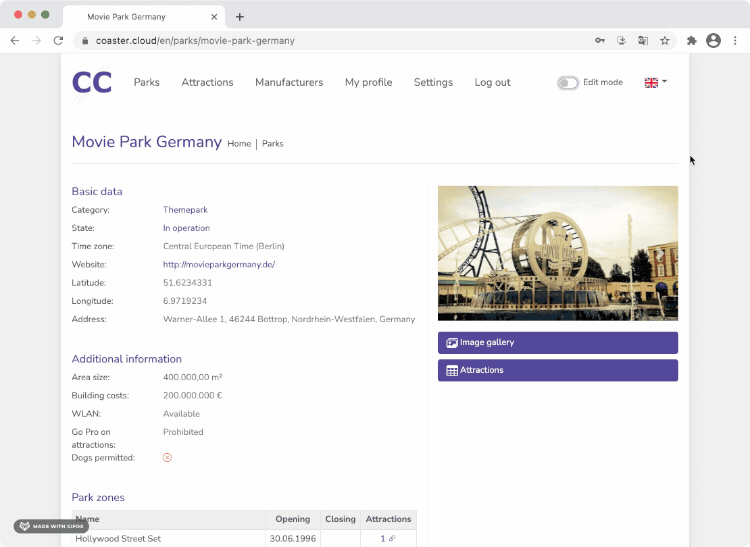 Movie Park Germany
coaster.cloud/en/parks/movie-park-germany
CC Parks Attractions Manufacturers My profile Settings Log out Edit mode
Movie Park Germany Home | Parks
Basic data
Category: Themepark
State: In operation
Time zone: Central European Time (Berlin)
Website: http://movieparkgermany.de/
Latitude: 51.6234331
Longitude: 6.9719234
Address: Warner-Allee 1, 46244 Bottrop, Nordrhein-Westfalen, Germany
Image gallery
Attractions
Additional information
Area size: 400.000,00 m²
Building costs: 200.000.000 €
WLAN: Available
Go Pro on Prohibited
attractions:
Dogs permitted:
Park zones
Name Opening Closing Attractions
Hollywood Street Set 30.06.1996 1
MADE WITH GIFOX